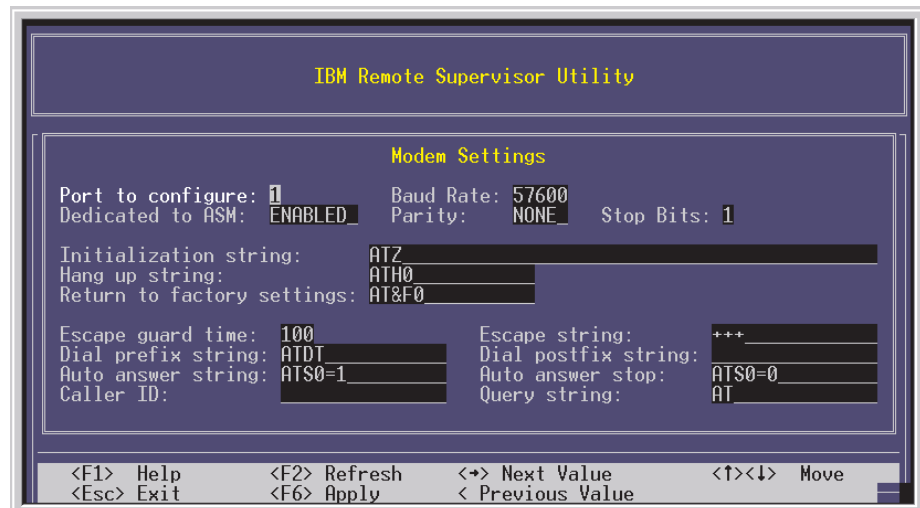 IBM Remote Supervisor Utility
Modem Settings
Port to configure: 1 Baud Rate: 57600
Dedicated to ASM: ENABLED_ Parity: NONE_ Stop Bits: 1
Initialization string: ATZ
Hang up string: ATH0
Return to factory settings: AT&F0
Escape guard time: 100 Escape string: +++
Dial prefix string: ATDT Dial postfix string:
Auto answer string: ATS0=1 Auto answer stop: ATS0=0
Caller ID: Query string: AT
<F1> Help <F2> Refresh <→> Next Value <↑><↓> Move
<Esc> Exit <F6> Apply < Previous Value